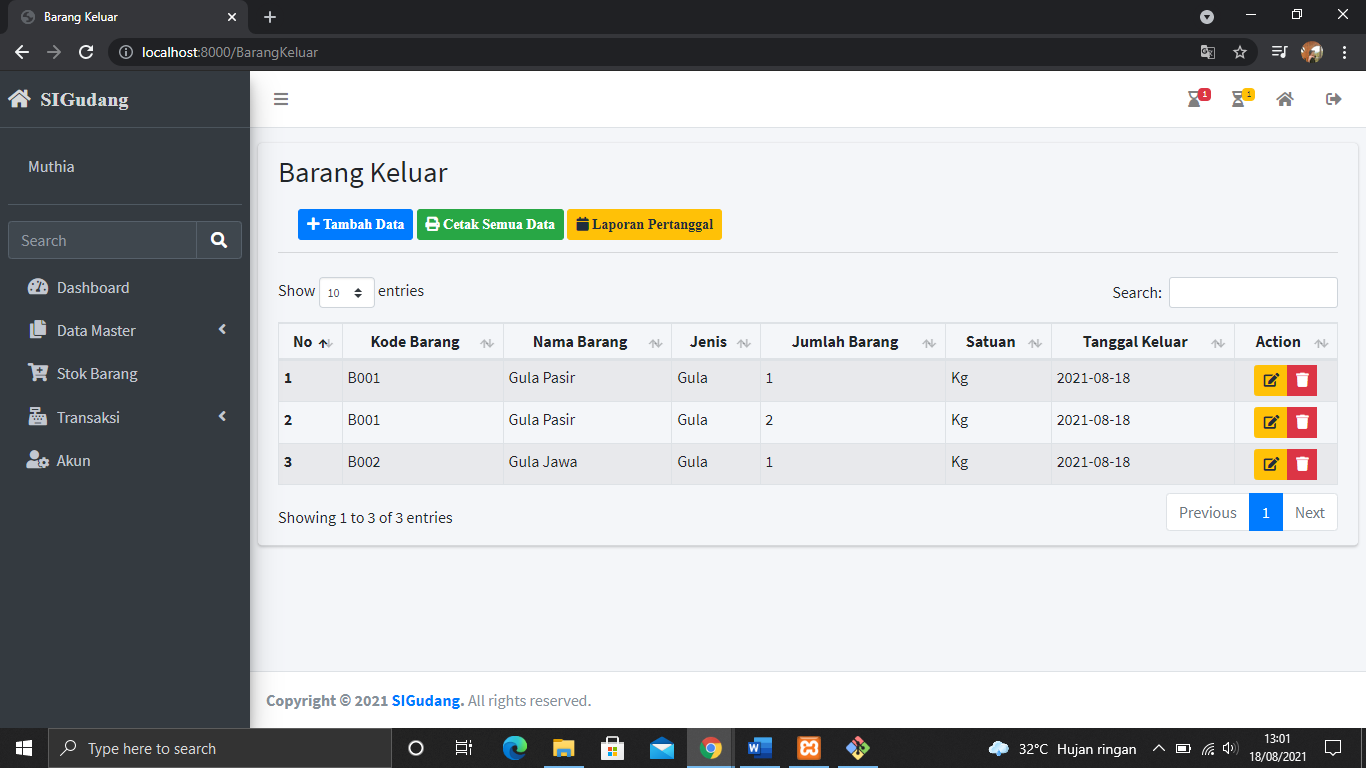 Barang Keluar
localhost:8000/BarangKeluar
SIGudang
1 1
Muthia
Search
Dashboard
Data Master
Stok Barang
Transaksi
Akun
Barang Keluar
Tambah Data Cetak Semua Data Laporan Pertanggal
Show 10 entries Search:
No Kode Barang Nama Barang Jenis Jumlah Barang Satuan Tanggal Keluar Action
1 B001 Gula Pasir Gula 1 Kg 2021-08-18
2 B001 Gula Pasir Gula 2 Kg 2021-08-18
3 B002 Gula Jawa Gula 1 Kg 2021-08-18
Showing 1 to 3 of 3 entries Previous 1 Next
Copyright © 2021 SIGudang. All rights reserved.
Type here to search
32°C Hujan ringan
13:01
18/08/2021